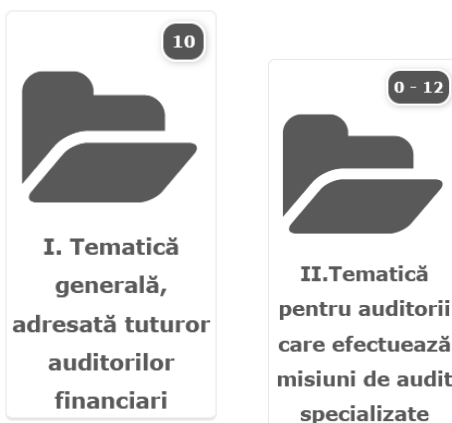 10
I. Tematică
generală,
adresată tuturor
auditorilor
financiari
0 - 12
II.Tematică
pentru auditorii
care efectuează
misiuni de audit
specializate